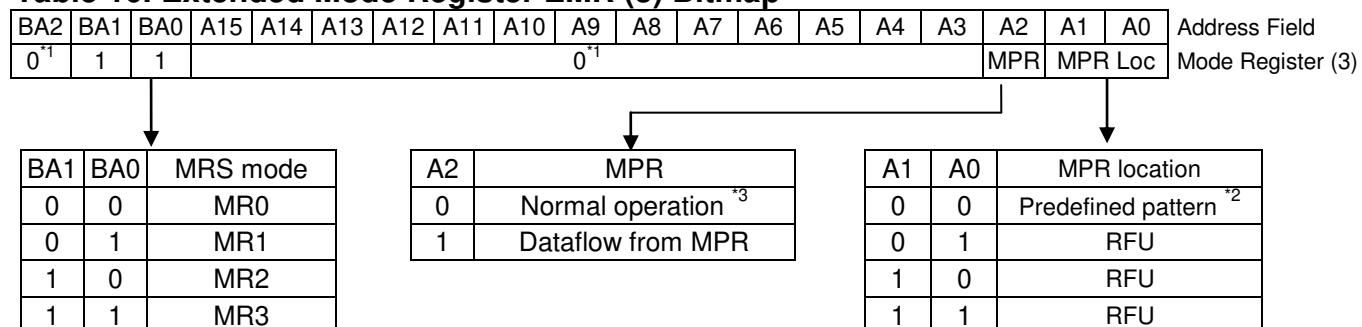 Table 10. Extended Mode Register EMR (3) Bitmap
BA2 BA1 BA0 A15 A14 A13 A12 A11 A10 A9 A8 A7 A6 A5 A4 A3 A2 A1 A0 Address Field
0*1 1 1 0*1 MPR MPR Loc Mode Register (3)
BA1 BA0 MRS mode
0 0 MR0
0 1 MR1
1 0 MR2
1 1 MR3
A2 MPR
0 Normal operation *3
1 Dataflow from MPR
A1 A0 MPR location
0 0 Predefined pattern *2
0 1 RFU
1 0 RFU
1 1 RFU